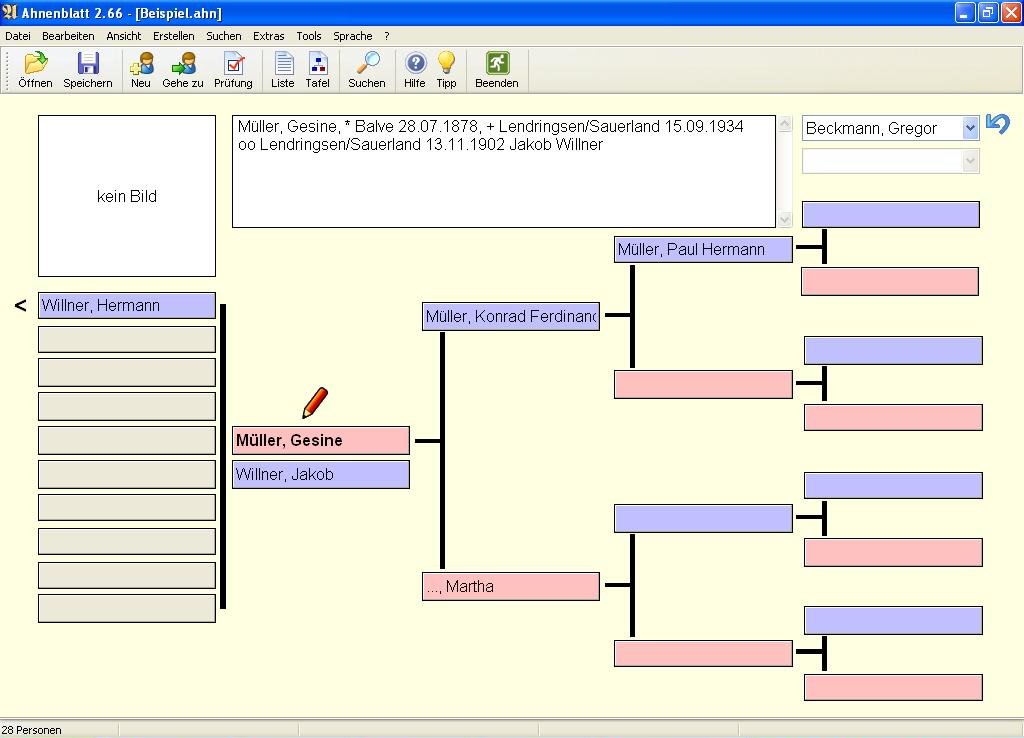 Ahnenblatt 2.66 - [Beispiel.ahn]
Datei Bearbeiten Ansicht Erstellen Suchen Extras Tools Sprache ?
Öffnen Speichern Neu Gehe zu Prüfung Liste Tafel Suchen Hilfe Tipp Beenden
kein Bild
Müller, Gesine, * Balve 28.07.1878, + Lendringsen/Sauerland 15.09.1934
oo Lendringsen/Sauerland 13.11.1902 Jakob Willner
Beckmann, Gregor
Müller, Paul Hermann
< Willner, Hermann
Müller, Konrad Ferdinand
Müller, Gesine
Willner, Jakob
..., Martha
28 Personen